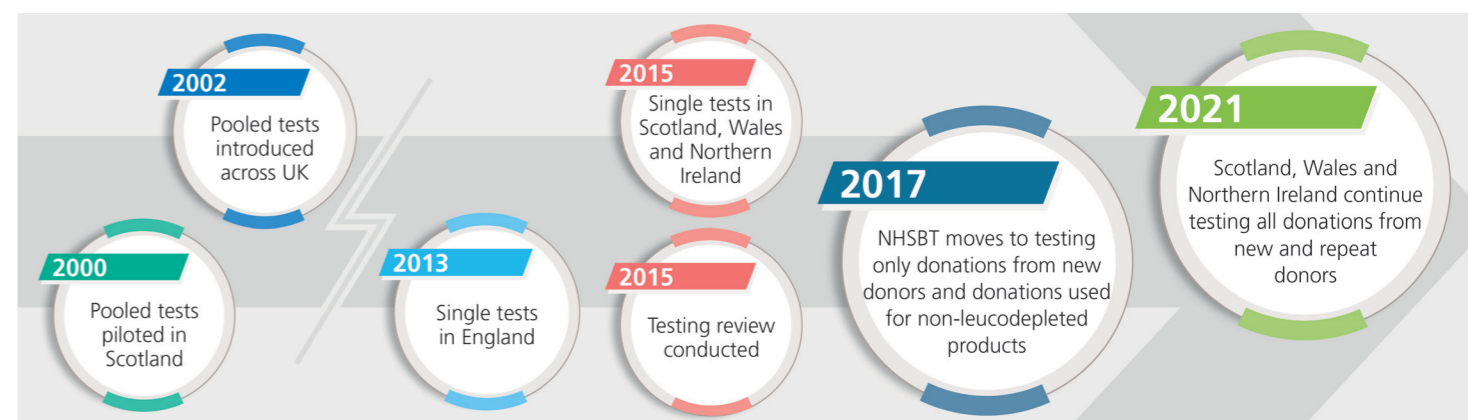 2000
Pooled tests
piloted in
Scotland
2002
Pooled tests
introduced
across UK
2013
Single tests
in England
2015
Single tests in
Scotland, Wales
and Northern
Ireland
2015
Testing review
conducted
2017
NHSBT moves to testing
only donations from new
donors and donations used
for non-leucodepleted
products
2021
Scotland, Wales and
Northern Ireland continue
testing all donations from
new and repeat
donors